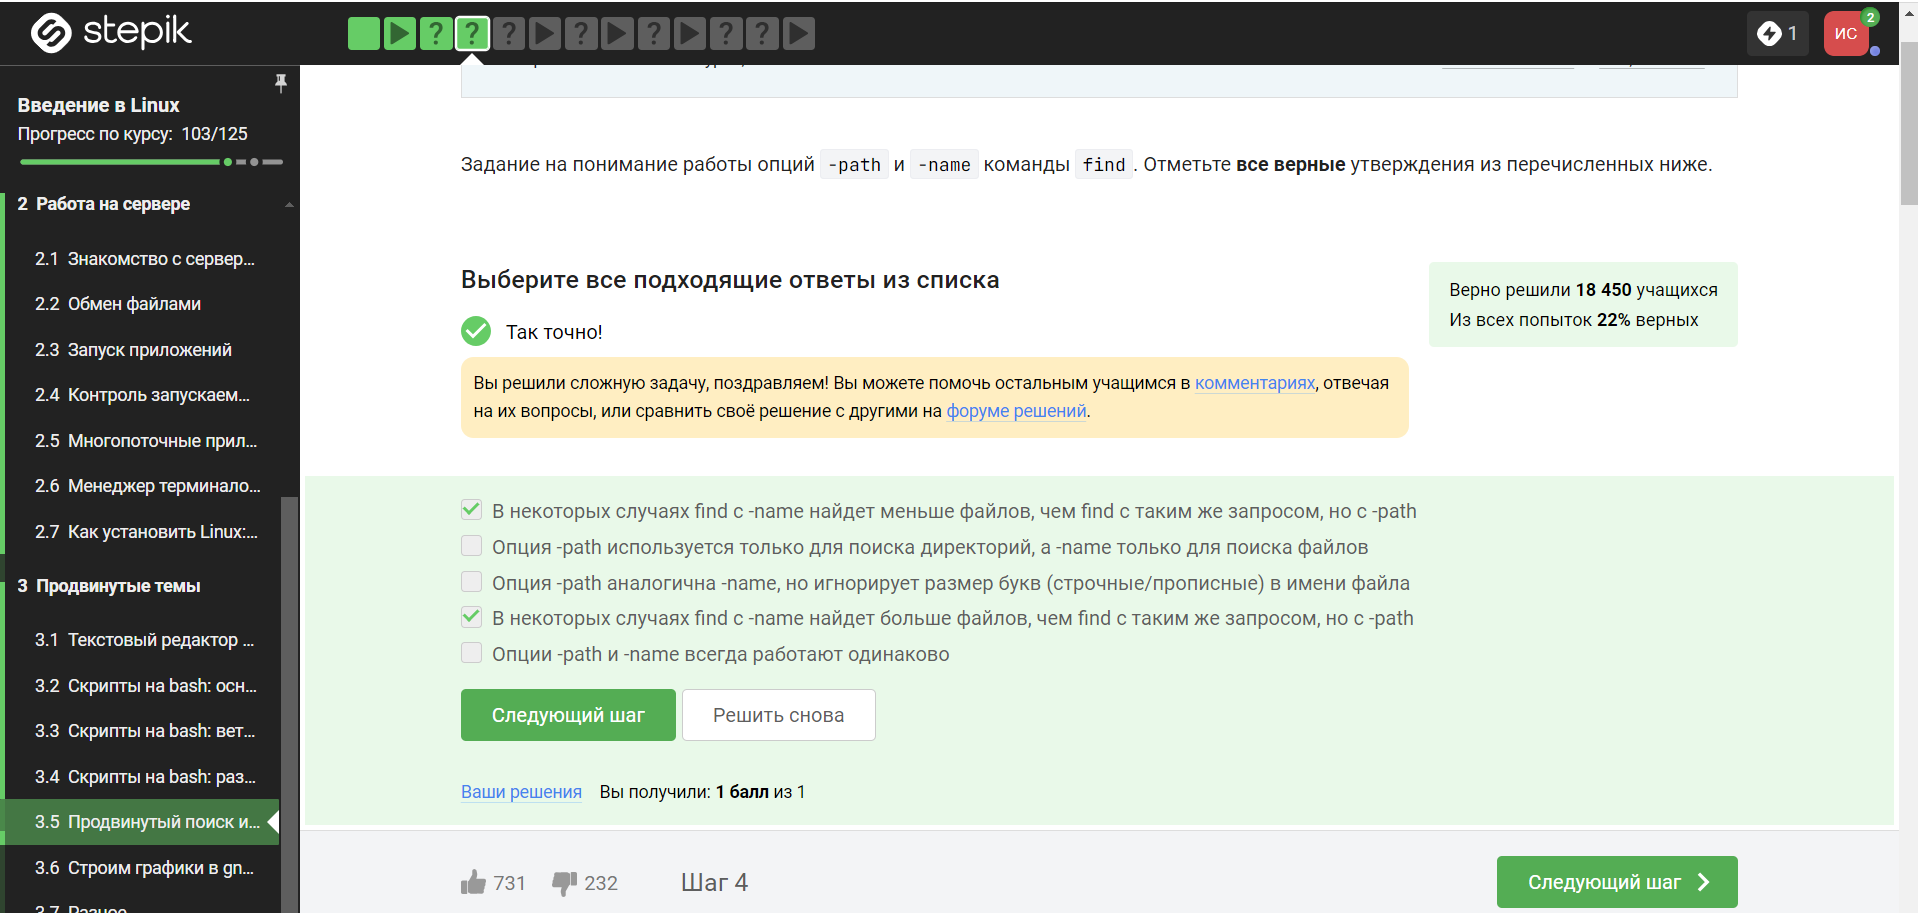 stepik
?
?
?
?
?
?
?
1
ИС
2
Введение в Linux
Прогресс по курсу: 103/125
2 Работа на сервере
2.1 Знакомство с сервер...
2.2 Обмен файлами
2.3 Запуск приложений
2.4 Контроль запускаем...
2.5 Многопоточные прил...
2.6 Менеджер терминало...
2.7 Как установить Linux:...
3 Продвинутые темы
3.1 Текстовый редактор ...
3.2 Скрипты на bash: осн...
3.3 Скрипты на bash: вет...
3.4 Скрипты на bash: раз...
3.5 Продвинутый поиск и...
3.6 Строим графики в gn...
3.7 Разное
Задание на понимание работы опций -path и -name команды find. Отметьте все верные утверждения из перечисленных ниже.
Выберите все подходящие ответы из списка
Так точно!
Верно решили 18 450 учащихся
Из всех попыток 22% верных
Вы решили сложную задачу, поздравляем! Вы можете помочь остальным учащимся в комментариях, отвечая
на их вопросы, или сравнить своё решение с другими на форуме решений.
В некоторых случаях find с -name найдет меньше файлов, чем find с таким же запросом, но с -path
Опция -path используется только для поиска директорий, а -name только для поиска файлов
Опция -path аналогична -name, но игнорирует размер букв (строчные/прописные) в имени файла
В некоторых случаях find с -name найдет больше файлов, чем find с таким же запросом, но с -path
Опции -path и -name всегда работают одинаково
Следующий шаг
Решить снова
Ваши решения Вы получили: 1 балл из 1
731
232
Шаг 4
Следующий шаг